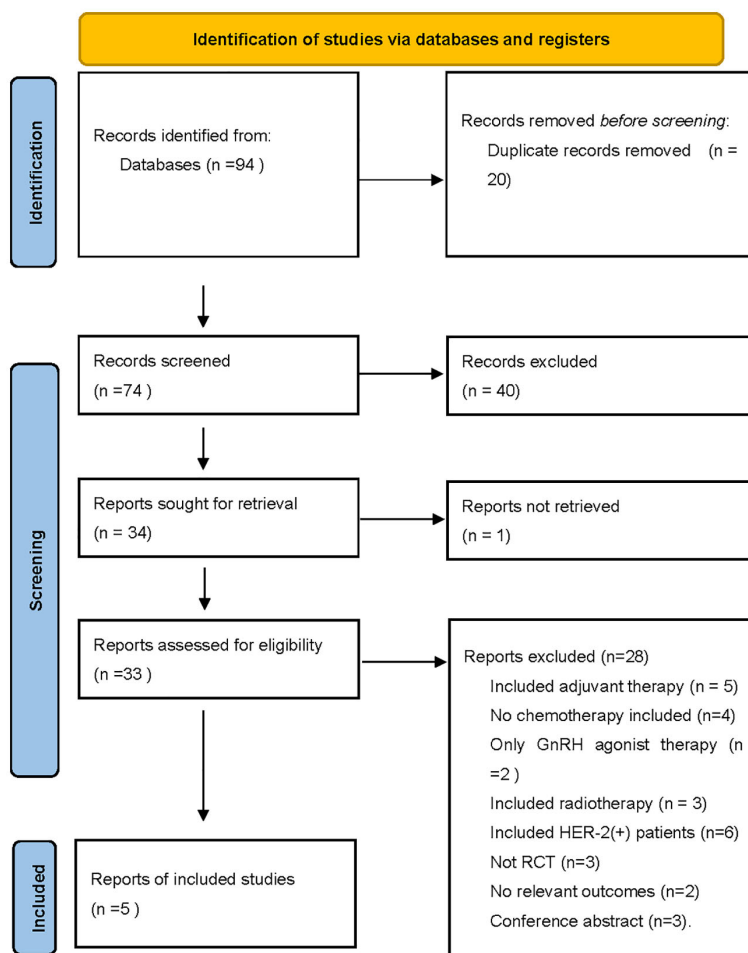 Identification of studies via databases and registers
Identification
Records identified from:
Databases (n =94 )
Records removed before screening:
Duplicate records removed (n =
20)
Screening
Records screened
(n =74 )
Records excluded
(n = 40)
Reports sought for retrieval
(n = 34)
Reports not retrieved
(n = 1)
Reports assessed for eligibility
(n =33 )
Reports excluded (n=28)
Included adjuvant therapy (n = 5)
No chemotherapy included (n=4)
Only GnRH agonist therapy (n
=2 )
Included radiotherapy (n = 3)
Included HER-2(+) patients (n=6)
Not RCT (n=3)
No relevant outcomes (n=2)
Conference abstract (n=3).
Included
Reports of included studies
(n =5 )